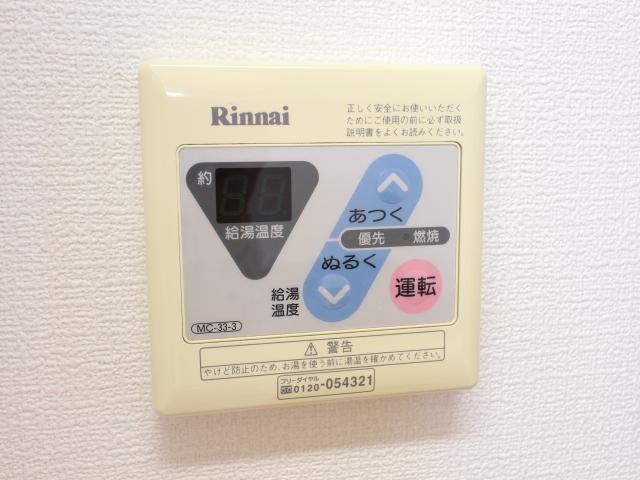 Rinnai
正しく安全にお使いいただく
ためにご使用の前に必ず取扱
説明書をよくお読みください。
約
給湯温度
あつく
優先 燃焼
ぬるく
給湯
温度
運転
MC-33-3
⚠ 警告
やけど防止のため、お湯を使う前に湯温を確かめてください。
フリーダイヤル
0120-054321